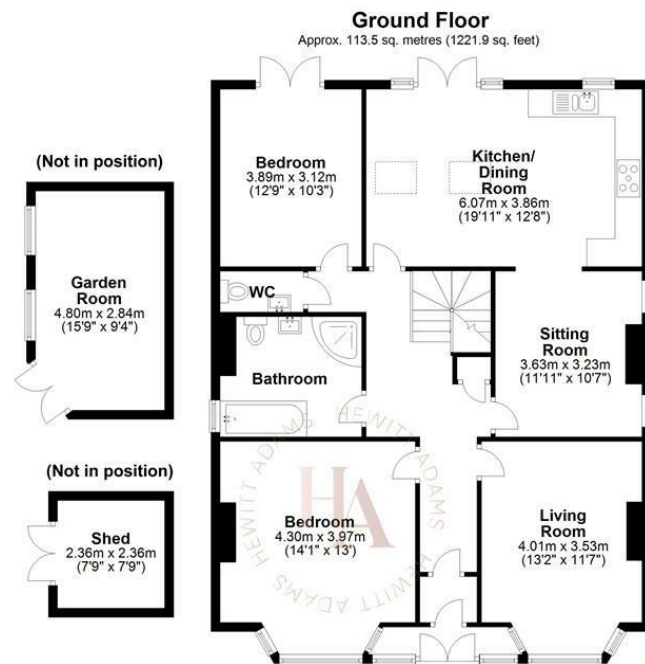 Ground Floor
Approx. 113.5 sq. metres (1221.9 sq. feet)
(Not in position)
Garden
Room
4.80m x 2.84m
(15'9" x 9'4")
Bedroom
3.89m x 3.12m
(12'9" x 10'3")
Kitchen/
Dining
Room
6.07m x 3.86m
(19'11" x 12'8")
WC
Bathroom
Sitting
Room
3.63m x 3.23m
(11'11" x 10'7")
(Not in position)
Shed
2.36m x 2.36m
(7'9" x 7'9")
Bedroom
4.30m x 3.97m
(14'1" x 13')
Living
Room
4.01m x 3.53m
(13'2" x 11'7")
HA
HEWITT ADAMS HEWITT ADAMS HEWITT ADAMS